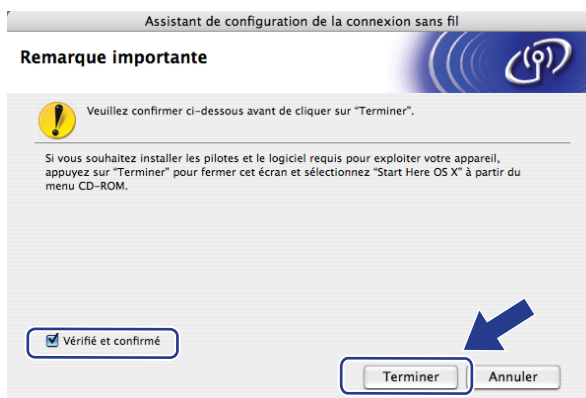 Assistant de configuration de la connexion sans fil
Remarque importante
Veuillez confirmer ci-dessous avant de cliquer sur “Terminer”.
Si vous souhaitez installer les pilotes et le logiciel requis pour exploiter votre appareil,
appuyez sur “Terminer” pour fermer cet écran et sélectionnez “Start Here OS X” à partir du
menu CD-ROM.
Vérifié et confirmé
Terminer
Annuler